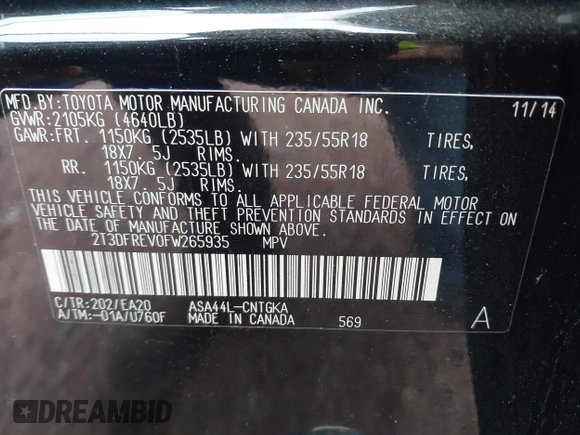 MFD.BY:TOYOTA MOTOR MANUFACTURING CANADA INC. 11/14
GVWR:2105KG (4640LB)
GAWR:FRT. 1150KG (2535LB) WITH 235/55R18 TIRES,
18X7. 5J RIMS.
RR. 1150KG (2535LB) WITH 235/55R18 TIRES,
18X7. 5J RIMS.
THIS VEHICLE CONFORMS TO ALL APPLICABLE FEDERAL MOTOR
VEHICLE SAFETY AND THEFT PREVENTION STANDARDS IN EFFECT ON
THE DATE OF MANUFACTURE SHOWN ABOVE.
2T3DFREV0FW265935 MPV
C/TR:202/EA20 ASA44L-CNTGKA
A/TM:-01A/U760F MADE IN CANADA 569 A
DREAMBID